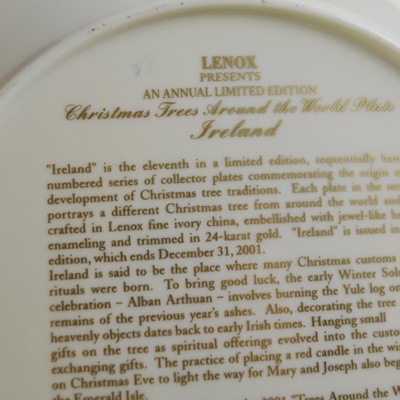 LENOX
PRESENTS
AN ANNUAL LIMITED EDITION
Christmas Trees Around the World Plate
Ireland
"Ireland" is the eleventh in a limited edition, sequentially
numbered series of collector plates commemorating the origin
development of Christmas tree traditions. Each plate in the
portrays a different Christmas tree from around the world and
crafted in Lenox fine ivory china, embellished with jewel-like
enameling and trimmed in 24-karat gold. "Ireland" is issued in
edition, which ends December 31, 2001.
Ireland is said to be the place where many Christmas customs
rituals were born. To bring good luck, the early Winter
celebration – Alban Arthuan – involves burning the Yule log on
remains of the previous year's ashes. Also, decorating the tree
heavenly objects dates back to early Irish times. Hanging small
gifts on the tree as spiritual offerings evolved into the
exchanging gifts. The practice of placing a red candle in the
on Christmas Eve to light the way for Mary and Joseph also
the Emerald Isle.
2001 "Trees Around the